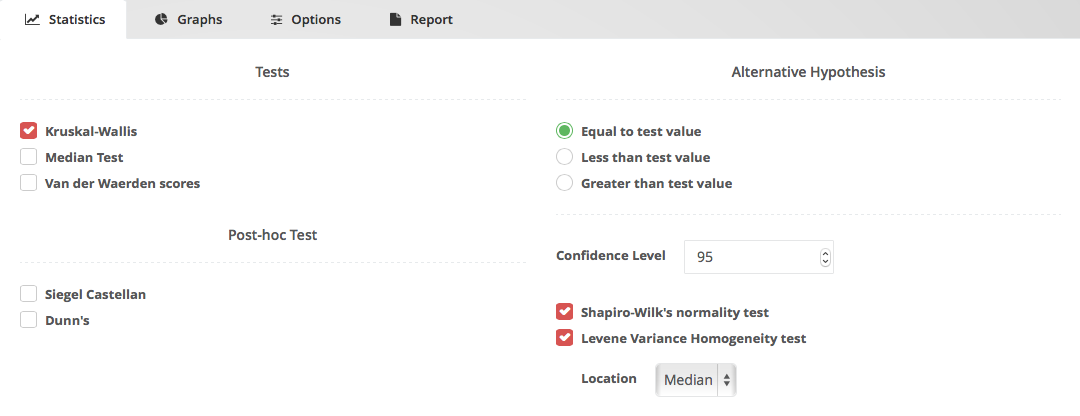 Statistics Graphs Options Report
Tests
Kruskal-Wallis
Median Test
Van der Waerden scores
Post-hoc Test
Siegel Castellan
Dunn's
Alternative Hypothesis
Equal to test value
Less than test value
Greater than test value
Confidence Level 95
Shapiro-Wilk's normality test
Levene Variance Homogeneity test
Location Median